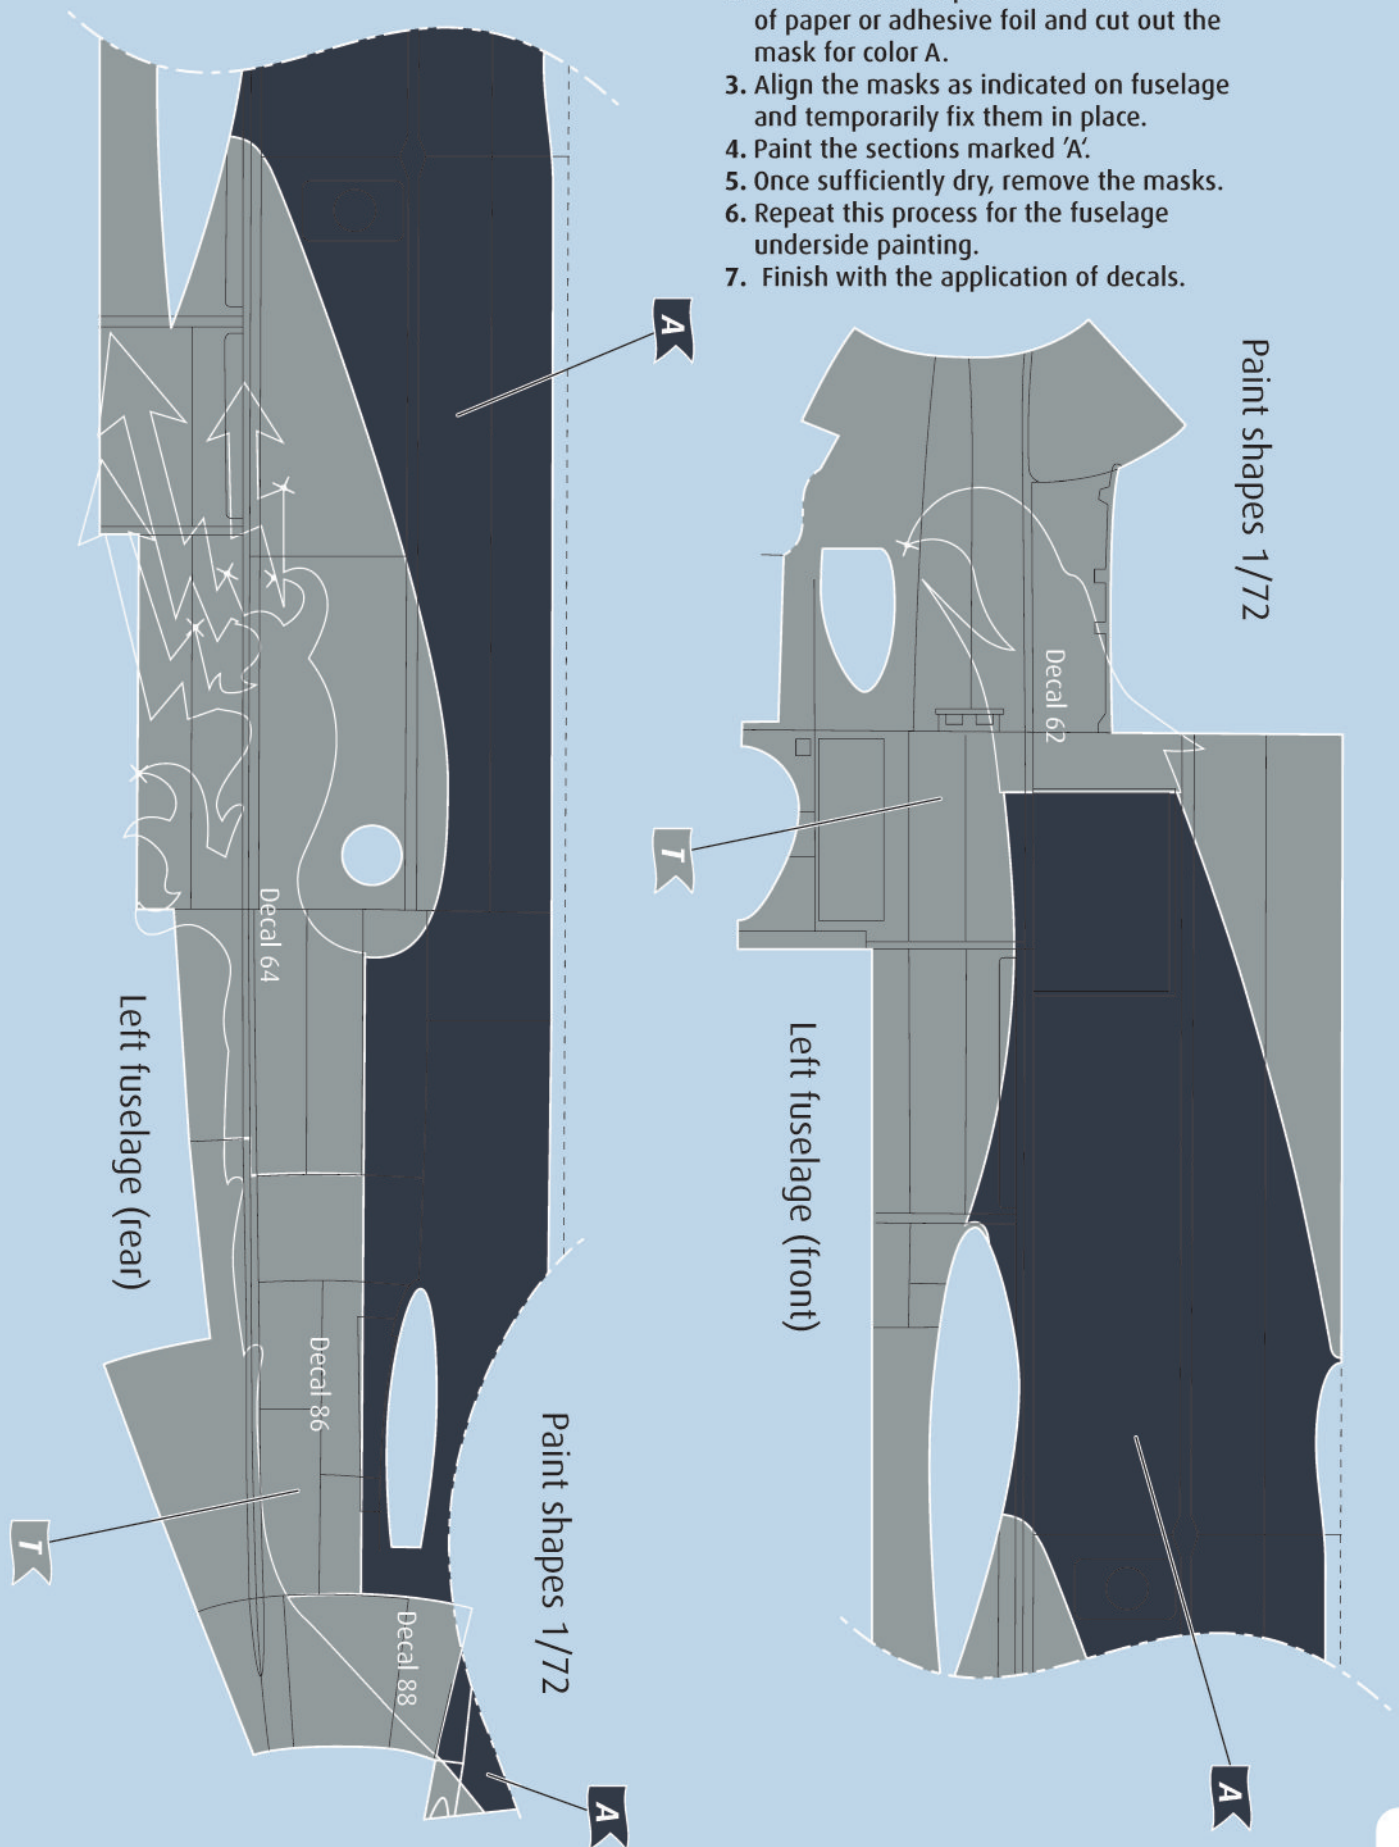 of paper or adhesive foil and cut out the
mask for color A.
3. Align the masks as indicated on fuselage
and temporarily fix them in place.
4. Paint the sections marked ’A‘.
5. Once sufficiently dry, remove the masks.
6. Repeat this process for the fuselage
underside painting.
7. Finish with the application of decals.
Paint shapes 1/72
Decal 62
T
Left fuselage (front)
A
A
Decal 64
Left fuselage (rear)
Decal 86
Paint shapes 1/72
T
Decal 88
A